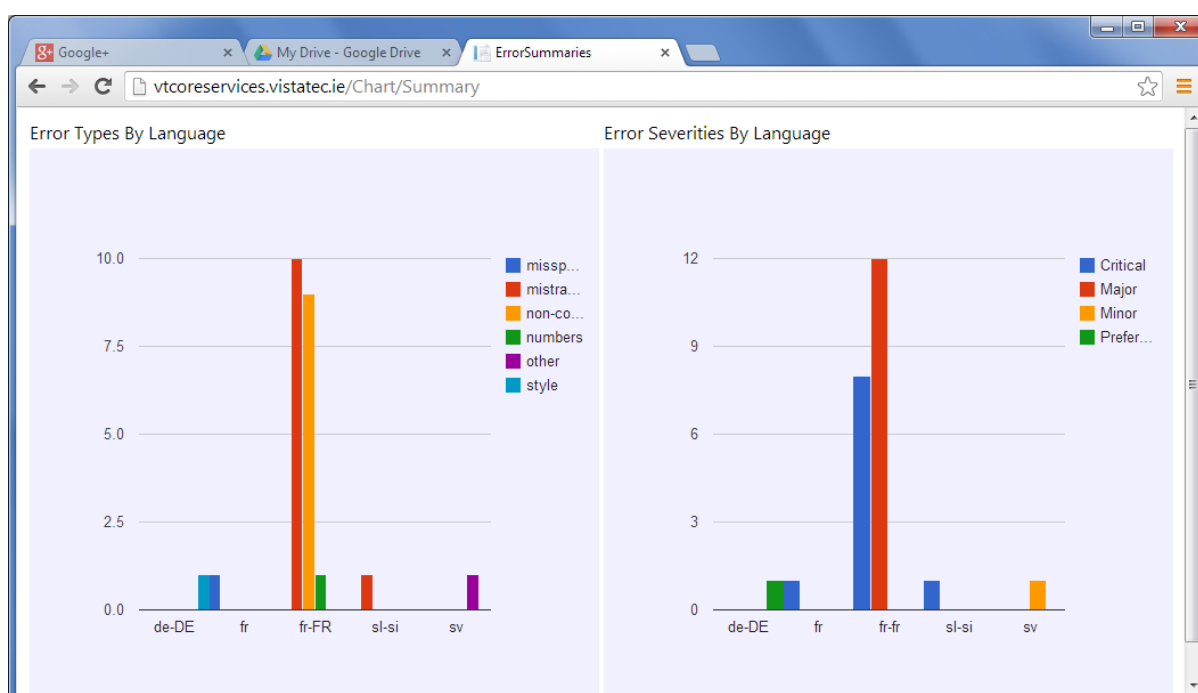 Google+
My Drive - Google Drive
ErrorSummaries
vtcoreservices.vistatec.ie/Chart/Summary
Error Types By Language
10.0
7.5
5.0
2.5
0.0
de-DE fr fr-FR sl-si sv
missp...
mistra...
non-co...
numbers
other
style
Error Severities By Language
12
9
6
3
0
de-DE fr fr-fr sl-si sv
Critical
Major
Minor
Prefer...